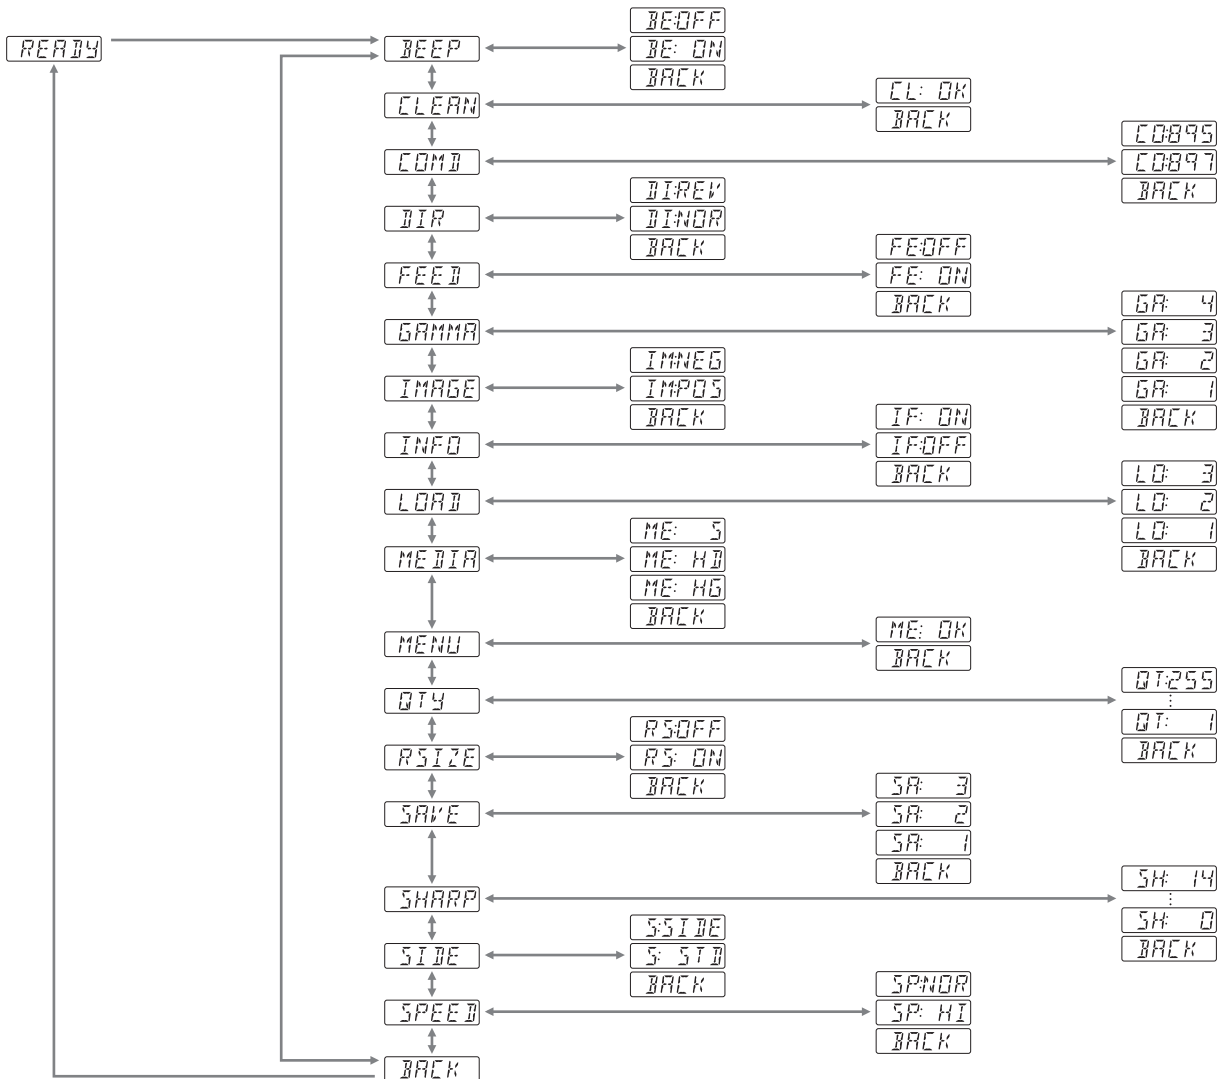 READY
BEEP
BE:OFF
BE: ON
BACK
CLEAN
CL: OK
BACK
COMD
CO:895
CO:897
BACK
DIR
DI:REV
DI:NOR
BACK
FEED
FE:OFF
FE: ON
BACK
GAMMA
GA: 4
GA: 3
GA: 2
GA: 1
BACK
IMAGE
IM:NEG
IM:POS
BACK
INFO
IF: ON
IF:OFF
BACK
LOAD
LO: 3
LO: 2
LO: 1
BACK
MEDIA
ME: S
ME: HD
ME: HG
BACK
MENU
ME: OK
BACK
QTY
QT:255
QT: 1
BACK
RSIZE
RS:OFF
RS: ON
BACK
SAVE
SA: 3
SA: 2
SA: 1
BACK
SHARP
SH: 14
SH: 0
BACK
SIDE
S:SIDE
S: STD
BACK
SPEED
SP:NOR
SP: HI
BACK
BACK